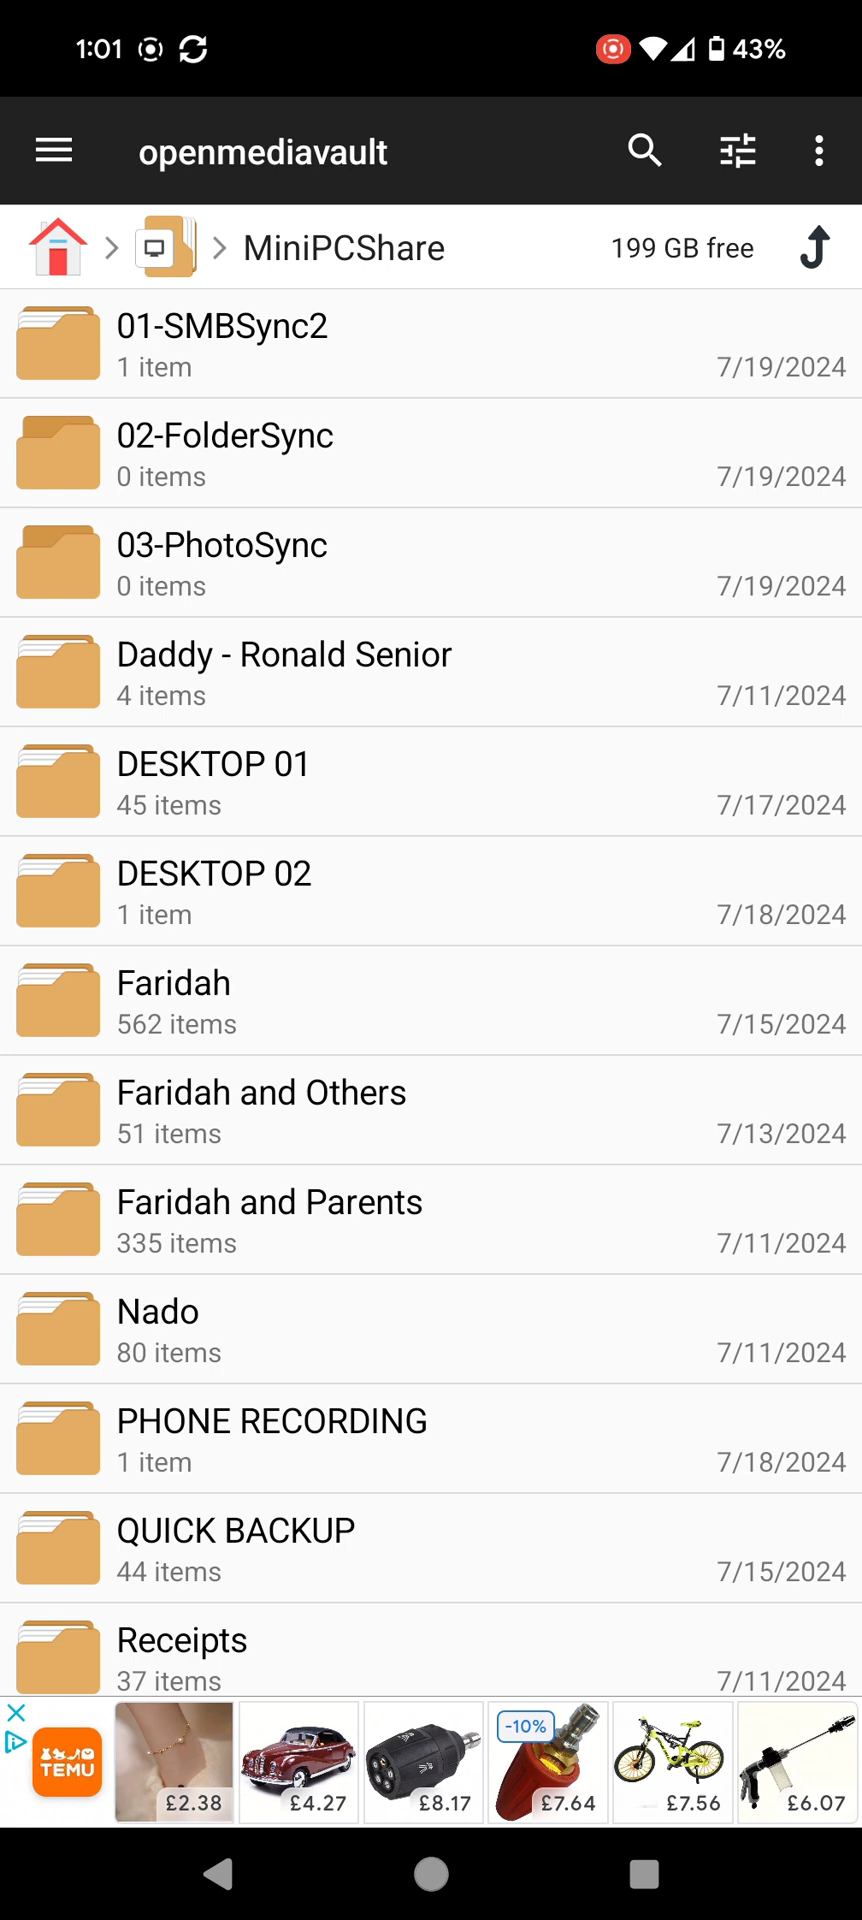 1:01
43%
openmediavault
MiniPCShare
199 GB free
01-SMBSync2
1 item
7/19/2024
02-FolderSync
0 items
7/19/2024
03-PhotoSync
0 items
7/19/2024
Daddy - Ronald Senior
4 items
7/11/2024
DESKTOP 01
45 items
7/17/2024
DESKTOP 02
1 item
7/18/2024
Faridah
562 items
7/15/2024
Faridah and Others
51 items
7/13/2024
Faridah and Parents
335 items
7/11/2024
Nado
80 items
7/11/2024
PHONE RECORDING
1 item
7/18/2024
QUICK BACKUP
44 items
7/15/2024
Receipts
37 items
7/11/2024
TEMU
£2.38
£4.27
£8.17
-10%
£7.64
£7.56
£6.07